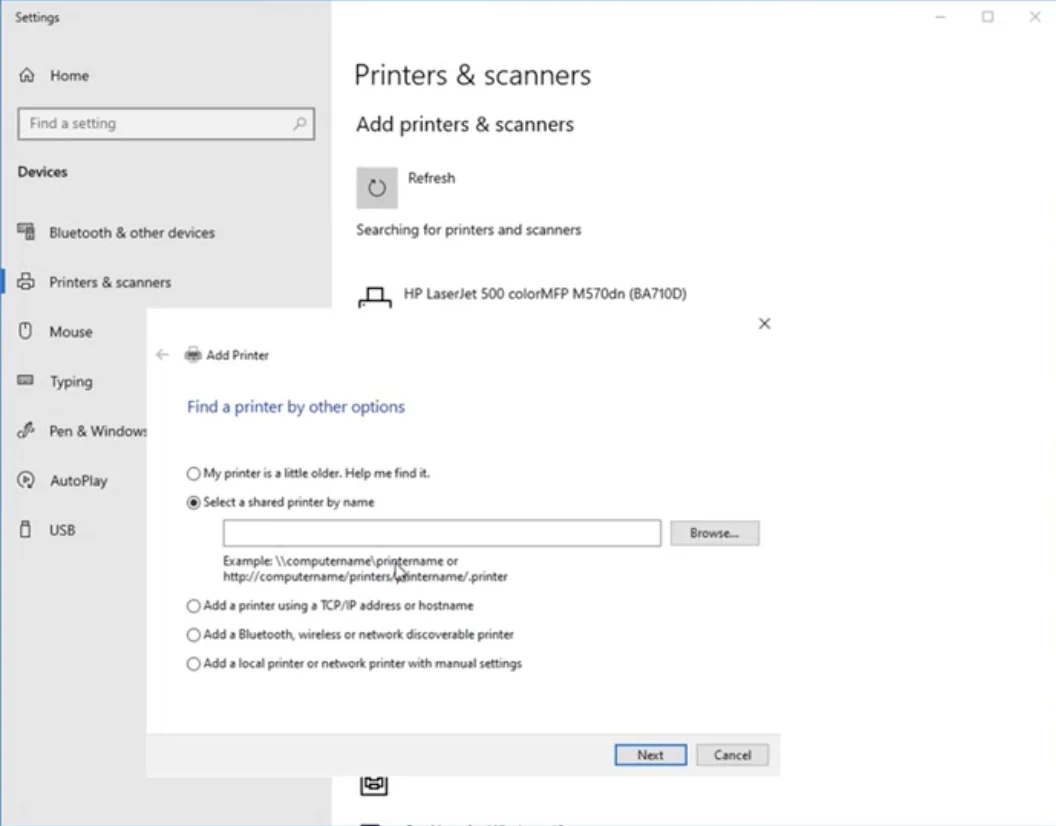 Settings
Home
Find a setting
Devices
Bluetooth & other devices
Printers & scanners
Mouse
Typing
Pen & Windows
AutoPlay
USB
Printers & scanners
Add printers & scanners
Refresh
Searching for printers and scanners
HP LaserJet 500 colorMFP M570dn (BA710D)
Add Printer
Find a printer by other options
My printer is a little older. Help me find it.
Select a shared printer by name
Browse...
Example: \\computername\printername or
http://computername/printers/printername/.printer
Add a printer using a TCP/IP address or hostname
Add a Bluetooth, wireless or network discoverable printer
Add a local printer or network printer with manual settings
Next
Cancel